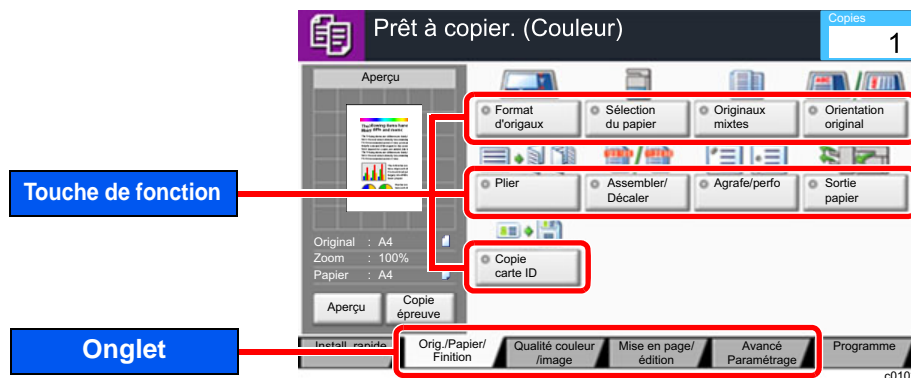 Prêt à copier. (Couleur)
Copies
1
Aperçu
Format d'origaux
Sélection du papier
Originaux mixtes
Orientation original
Touche de fonction
Plier
Assembler/ Décaler
Agrafe/perfo
Sortie papier
Original : A4
Zoom : 100%
Papier : A4
Copie carte ID
Aperçu
Copie épreuve
Onglet
Install. rapide
Orig./Papier/ Finition
Qualité couleur /image
Mise en page/ édition
Avancé Paramétrage
Programme